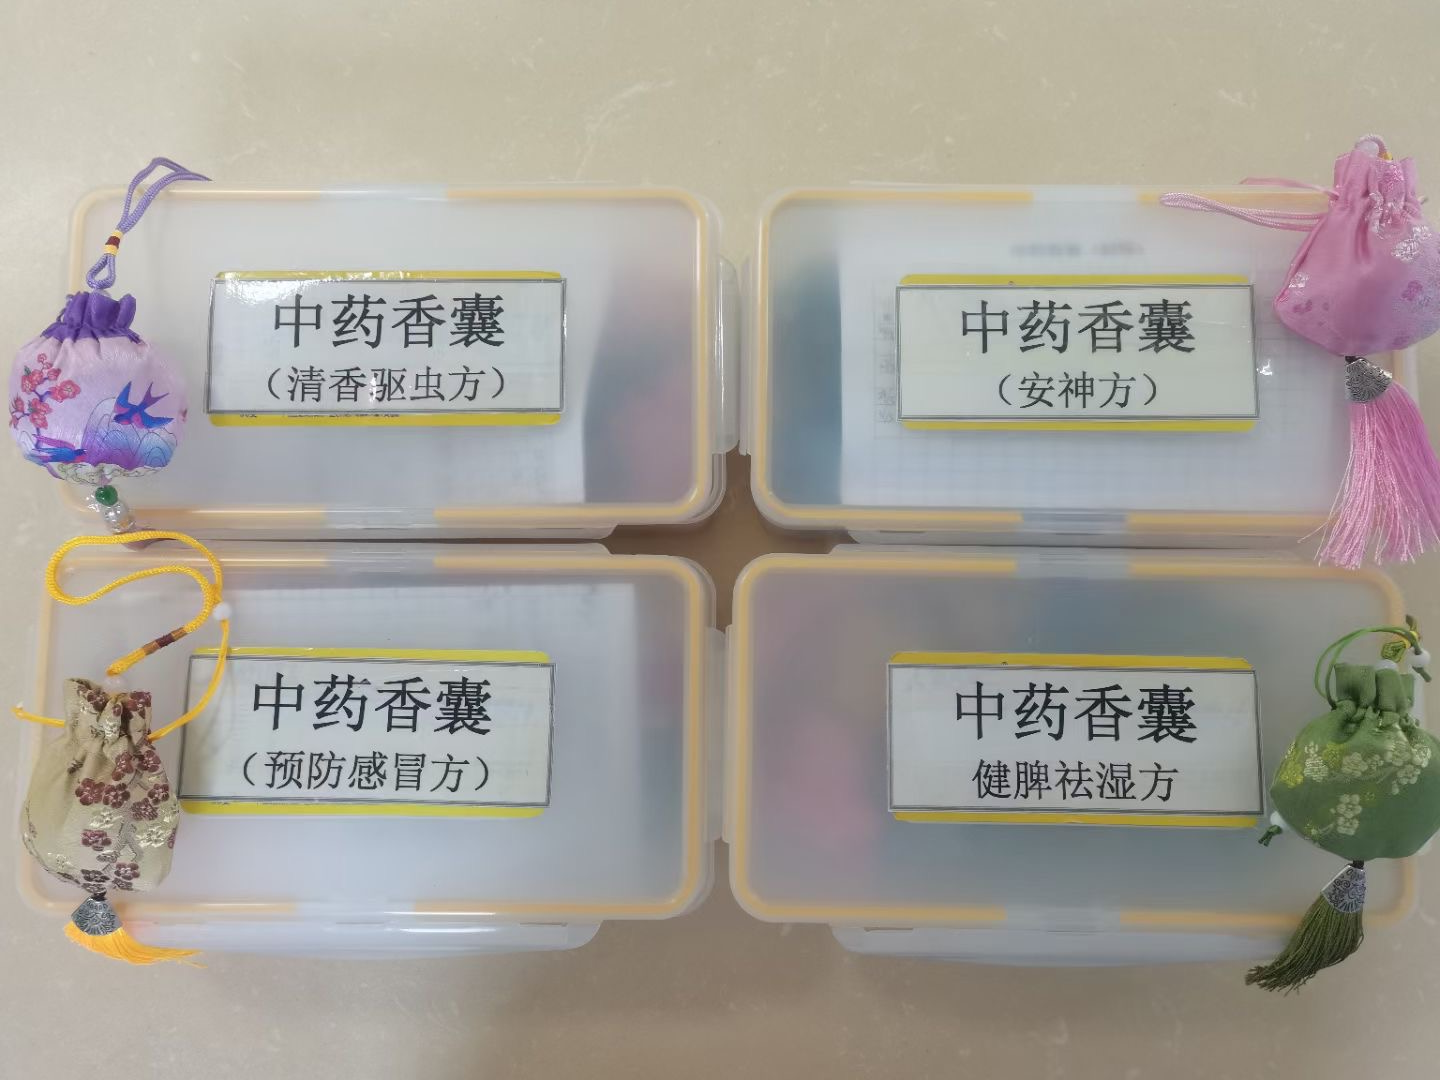 中药香囊
（清香驱虫方）
中药香囊
（安神方）
中药香囊
（预防感冒方）
中药香囊
健脾祛湿方